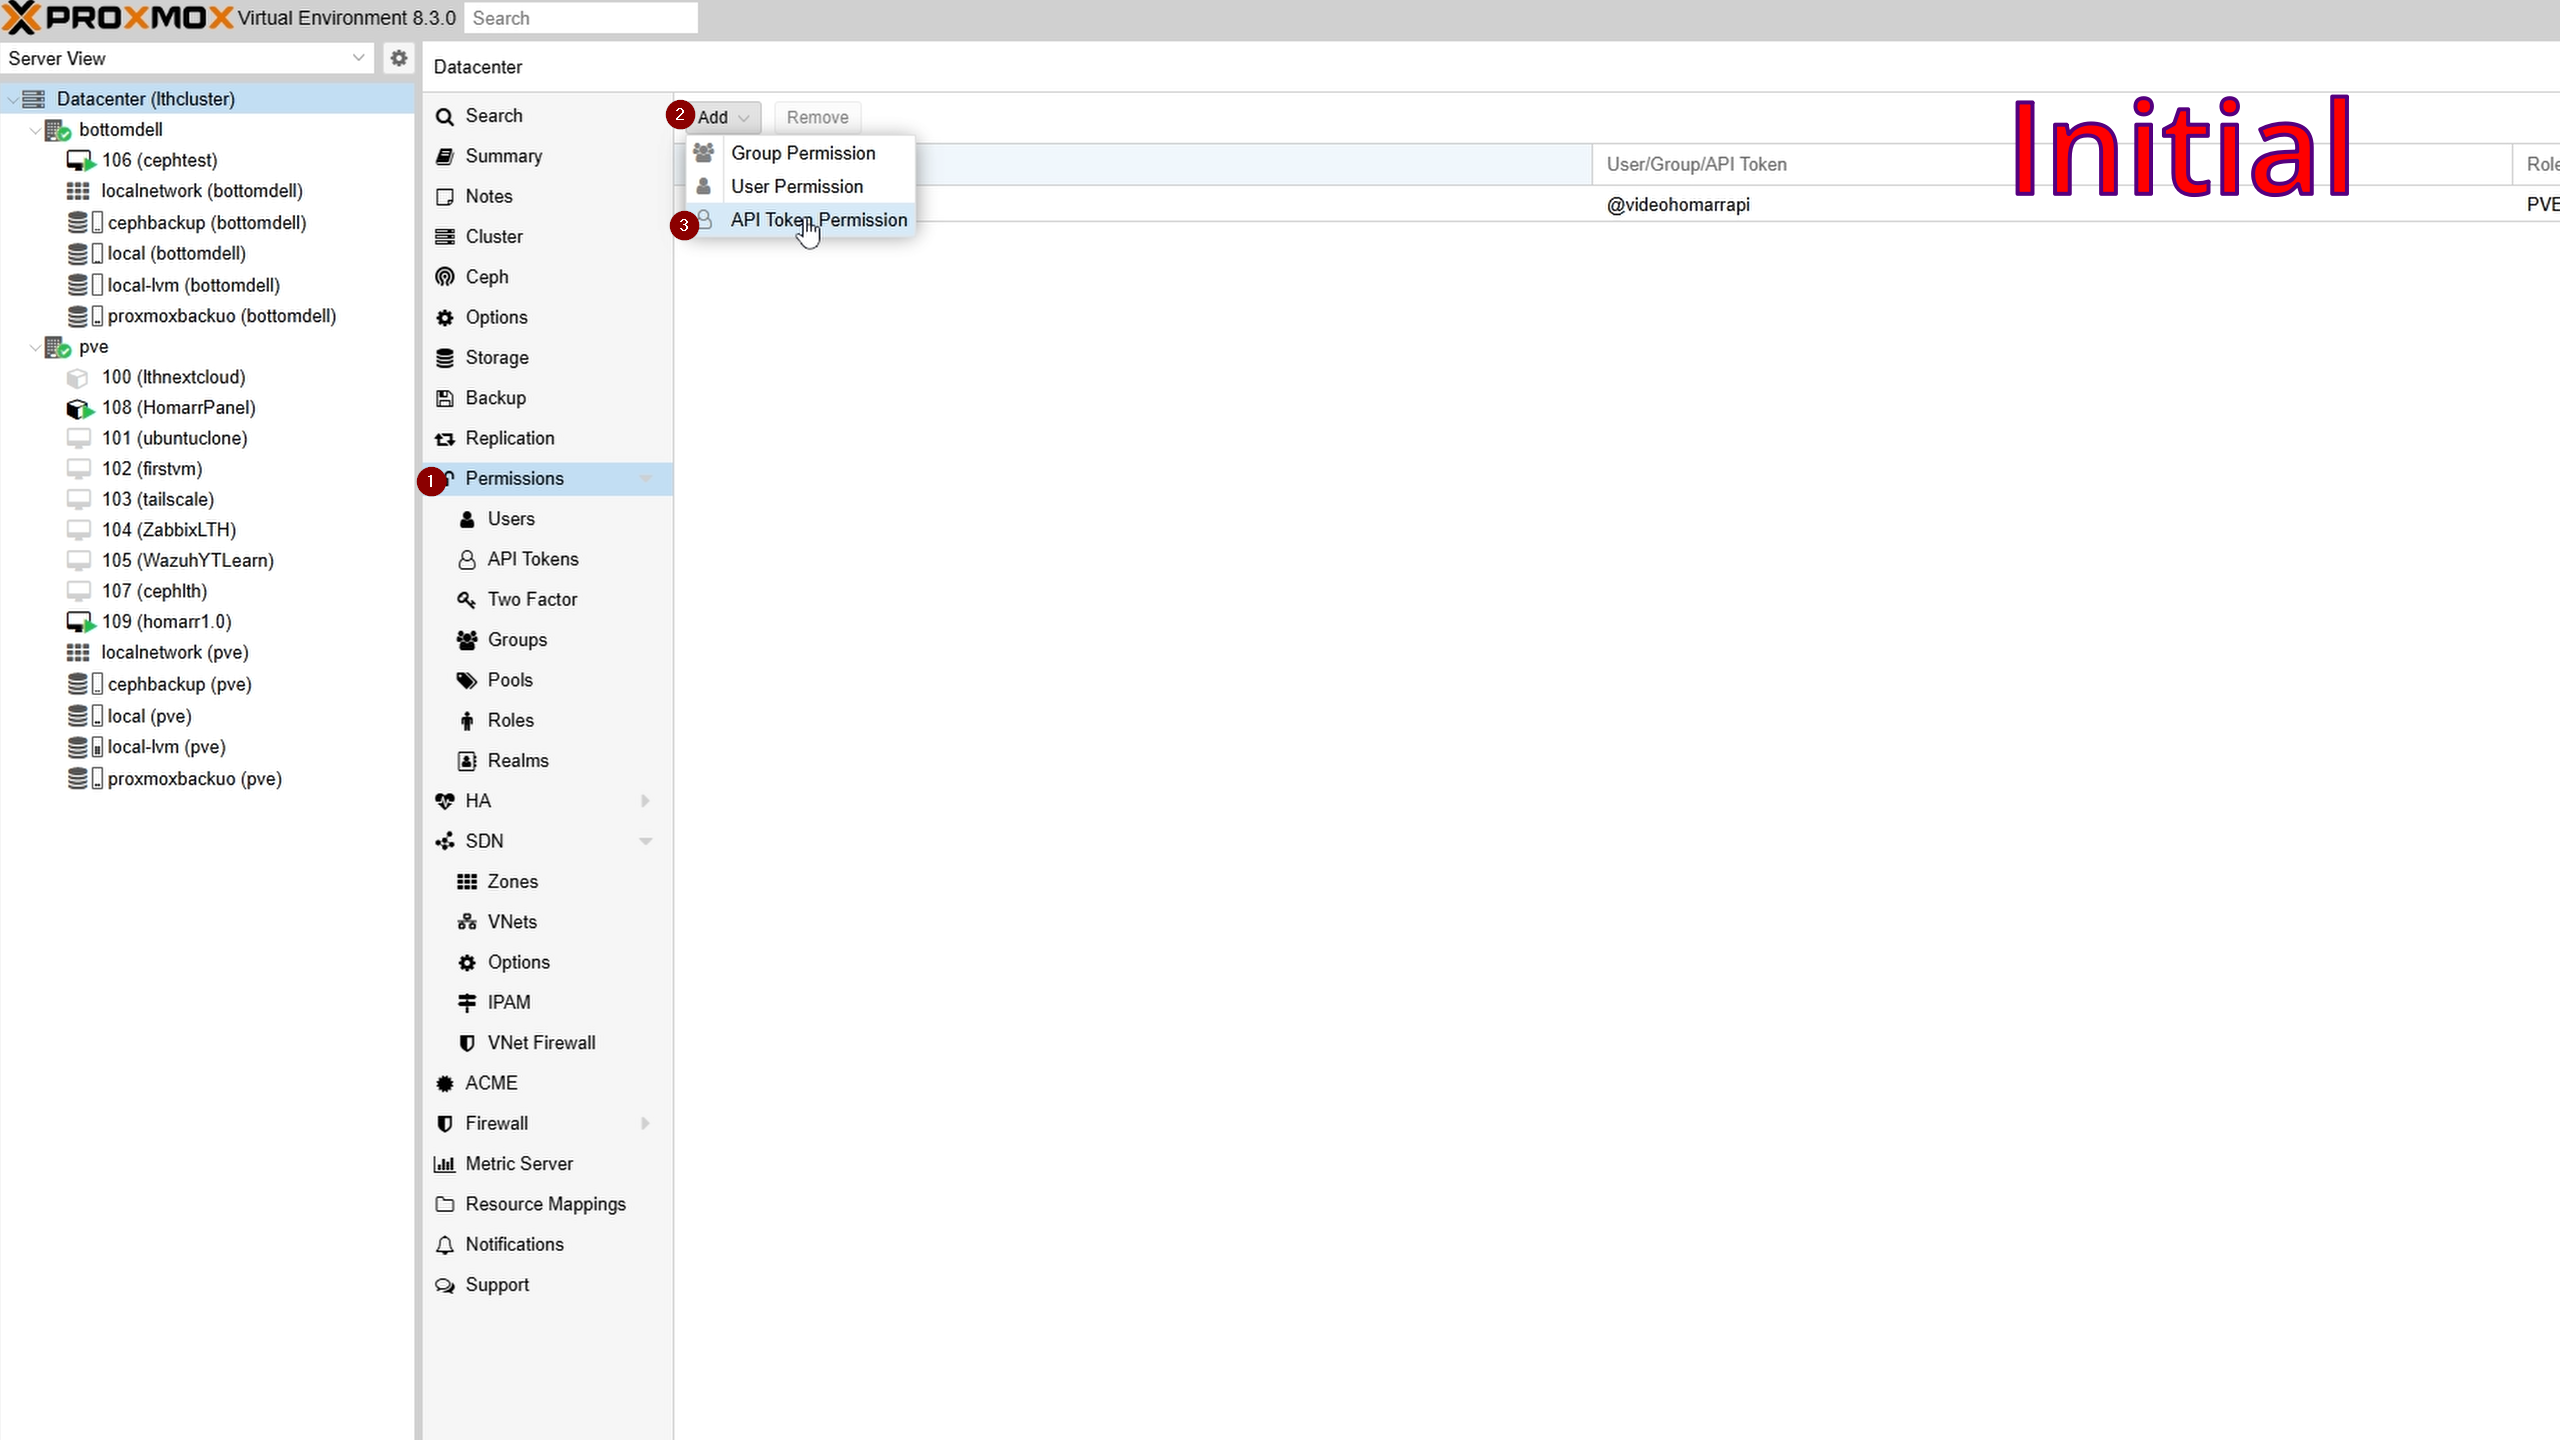 PROXMOX Virtual Environment 8.3.0 Search
Server View
Datacenter (lthcluster)
bottomdell
106 (cephtest)
localnetwork (bottomdell)
cephbackup (bottomdell)
local (bottomdell)
local-lvm (bottomdell)
proxmoxbackuo (bottomdell)
pve
100 (lthnextcloud)
108 (HomarrPanel)
101 (ubuntuclone)
102 (firstvm)
103 (tailscale)
104 (ZabbixLTH)
105 (WazuhYTLearn)
107 (cephlth)
109 (homarr1.0)
localnetwork (pve)
cephbackup (pve)
local (pve)
local-lvm (pve)
proxmoxbackuo (pve)
Datacenter
Search
Summary
Notes
Cluster
Ceph
Options
Storage
Backup
Replication
1 Permissions
Users
API Tokens
Two Factor
Groups
Pools
Roles
Realms
HA
SDN
Zones
VNets
Options
IPAM
VNet Firewall
ACME
Firewall
Metric Server
Resource Mappings
Notifications
Support
2 Add Remove
Group Permission
User Permission
3 API Token Permission
User/Group/API Token Role
@videohomarrapi PVE
Initial